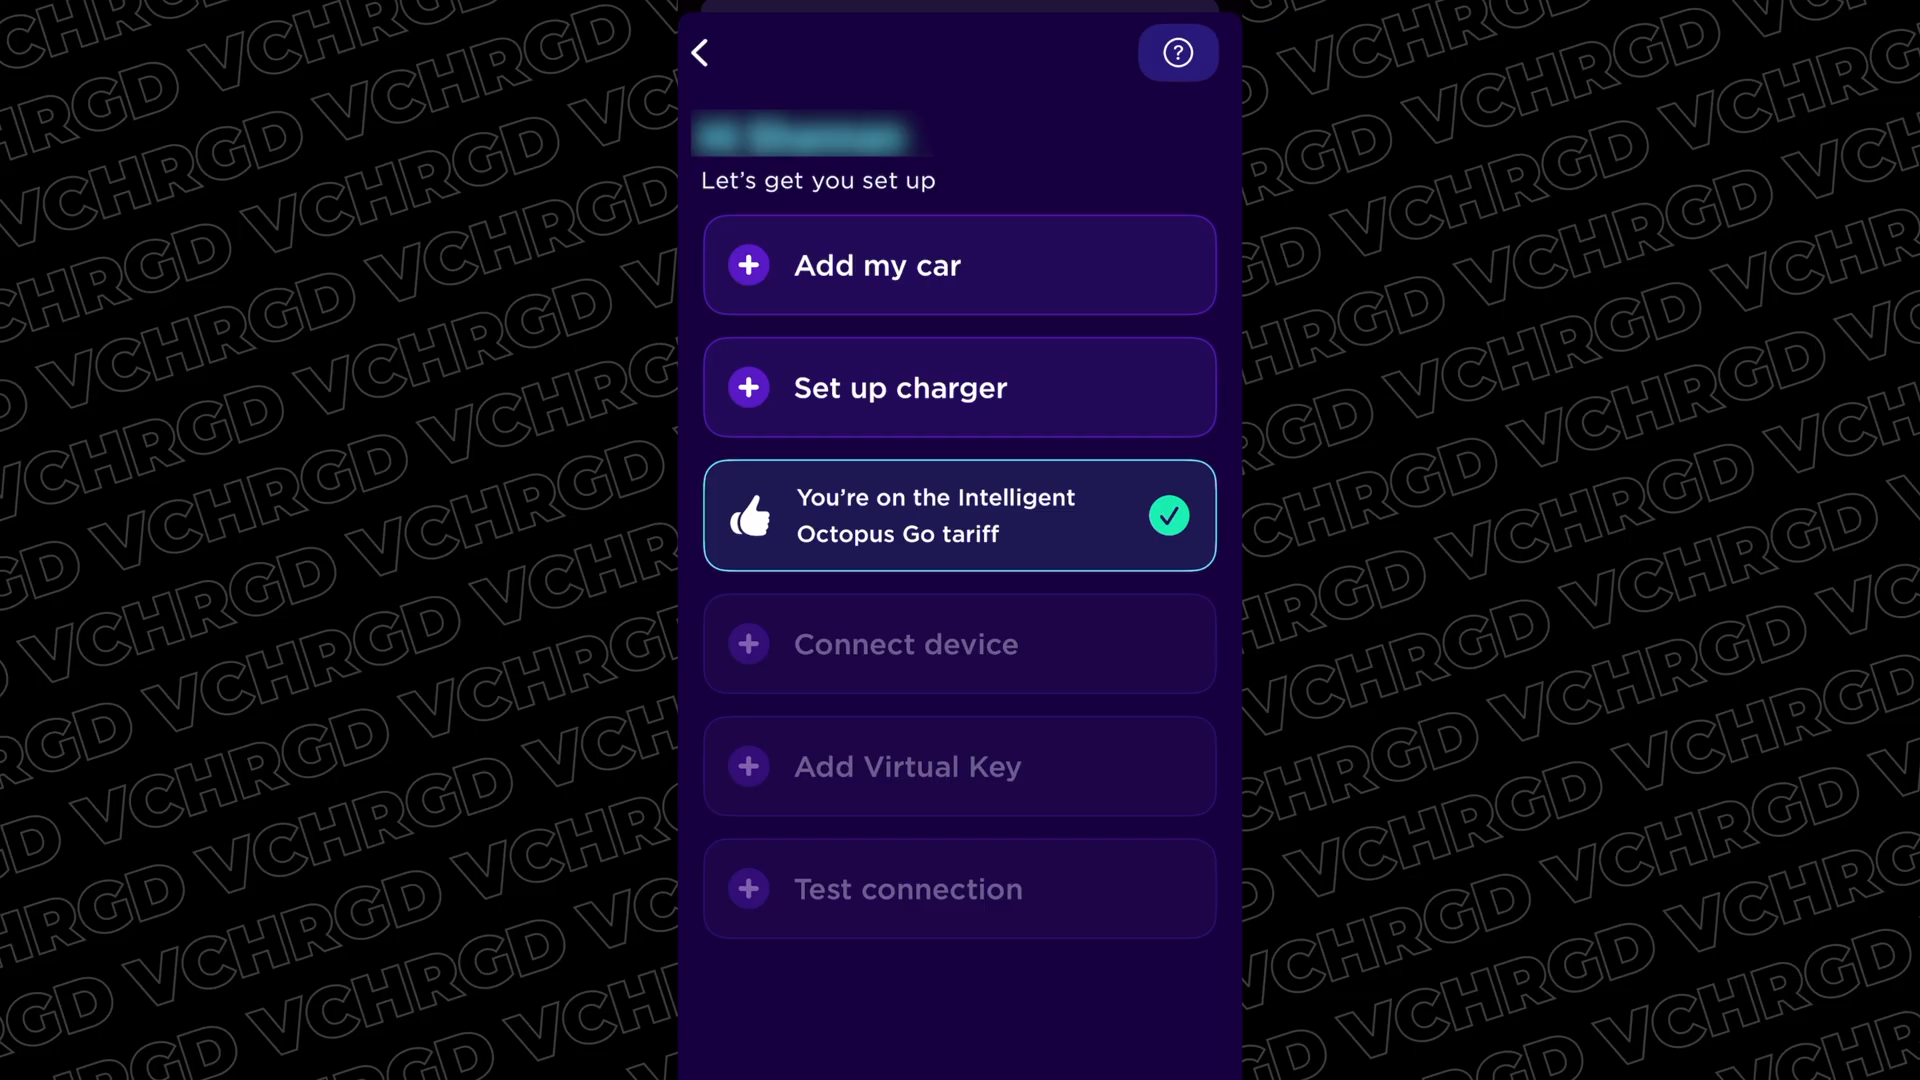 Let’s get you set up
Add my car
Set up charger
You’re on the Intelligent
Octopus Go tariff
Connect device
Add Virtual Key
Test connection
VCHRGD